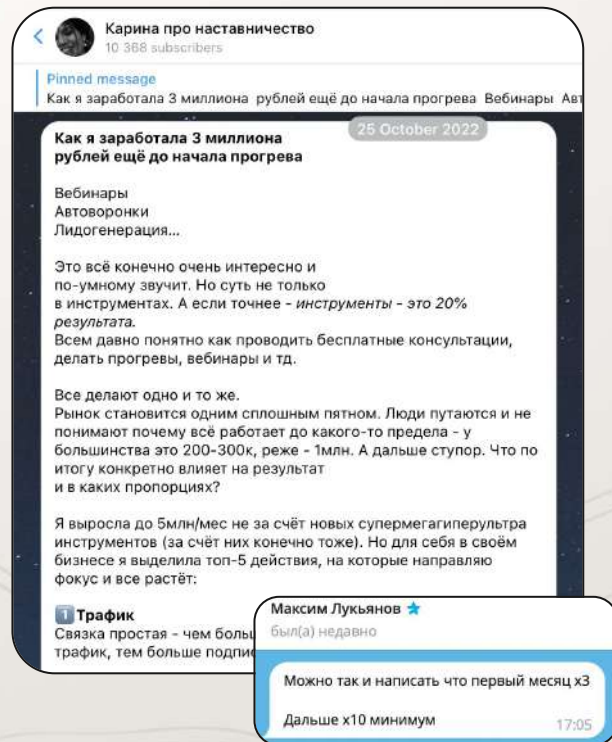 Карина про наставничество
10 368 subscribers
Pinned message
Как я заработала 3 миллиона рублей ещё до начала прогрева Вебинары
25 October 2022
Как я заработала 3 миллиона
рублей ещё до начала прогрева
Вебинары
Автоворонки
Лидогенерация...
Это всё конечно очень интересно и
по-умному звучит. Но суть не только
в инструментах. А если точнее - инструменты - это 20%
результата.
Всем давно понятно как проводить бесплатные консультации,
делать прогревы, вебинары и тд.
Все делают одно и то же.
Рынок становится одним сплошным пятном. Люди путаются и не
понимают почему всё работает до какого-то предела - у
большинства это 200-300к, реже - 1млн. А дальше ступор. Что по
итогу конкретно влияет на результат
и в каких пропорциях?
Я выросла до 5млн/мес не за счёт новых супермегагиперультра
инструментов (за счёт них конечно тоже). Но для себя в своём
бизнесе я выделила топ-5 действия, на которые направляю
фокус и все растёт:
1 Трафик
Связка простая - чем
трафик, тем больше
Максим Лукьянов
был(а) недавно
Можно так и написать что первый месяц х3
Дальше х10 минимум
17:05